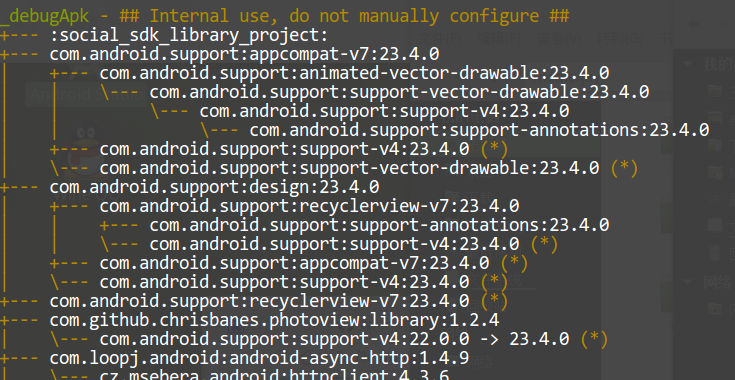 _debugApk - ## Internal use, do not manually configure ##
+--- :social_sdk_library_project:
+--- com.android.support:appcompat-v7:23.4.0
|    +--- com.android.support:animated-vector-drawable:23.4.0
|    |    \--- com.android.support:support-vector-drawable:23.4.0
|    |         \--- com.android.support:support-v4:23.4.0
|    |              \--- com.android.support:support-annotations:23.4.0
|    +--- com.android.support:support-v4:23.4.0 (*)
|    \--- com.android.support:support-vector-drawable:23.4.0 (*)
+--- com.android.support:design:23.4.0
|    +--- com.android.support:recyclerview-v7:23.4.0
|    |    +--- com.android.support:support-annotations:23.4.0
|    |    \--- com.android.support:support-v4:23.4.0 (*)
|    +--- com.android.support:appcompat-v7:23.4.0 (*)
|    \--- com.android.support:support-v4:23.4.0 (*)
+--- com.android.support:recyclerview-v7:23.4.0 (*)
+--- com.github.chrisbanes.photoview:library:1.2.4
|    \--- com.android.support:support-v4:22.0.0 -> 23.4.0 (*)
+--- com.loopj.android:android-async-http:1.4.9
     \--- cz.msebera.android:httpclient:4.3.6